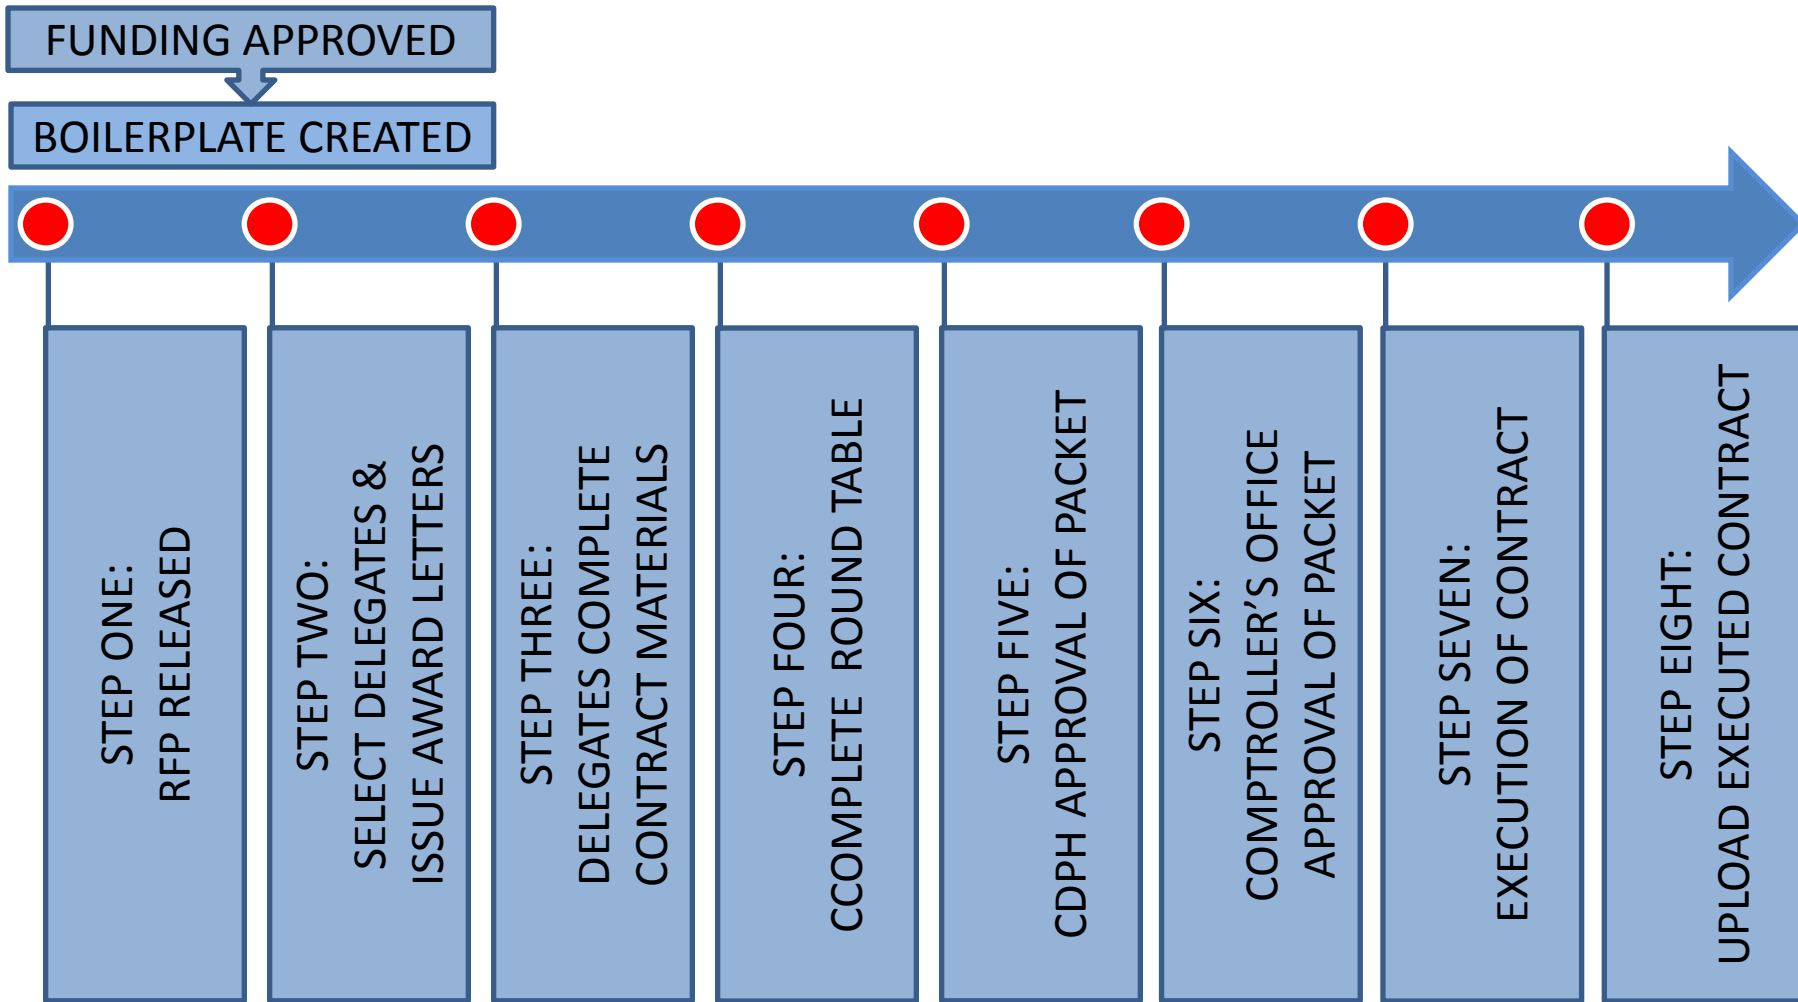 FUNDING APPROVED
BOILERPLATE CREATED
STEP ONE:
RFP RELEASED
STEP TWO:
SELECT DELEGATES &
ISSUE AWARD LETTERS
STEP THREE:
DELEGATES COMPLETE
CONTRACT MATERIALS
STEP FOUR:
CCOMPLETE ROUND TABLE
STEP FIVE:
CDPH APPROVAL OF PACKET
STEP SIX:
COMPTROLLER’S OFFICE
APPROVAL OF PACKET
STEP SEVEN:
EXECUTION OF CONTRACT
STEP EIGHT:
UPLOAD EXECUTED CONTRACT